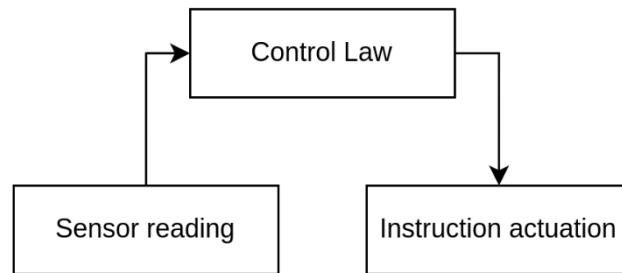 Control Law
Sensor reading
Instruction actuation